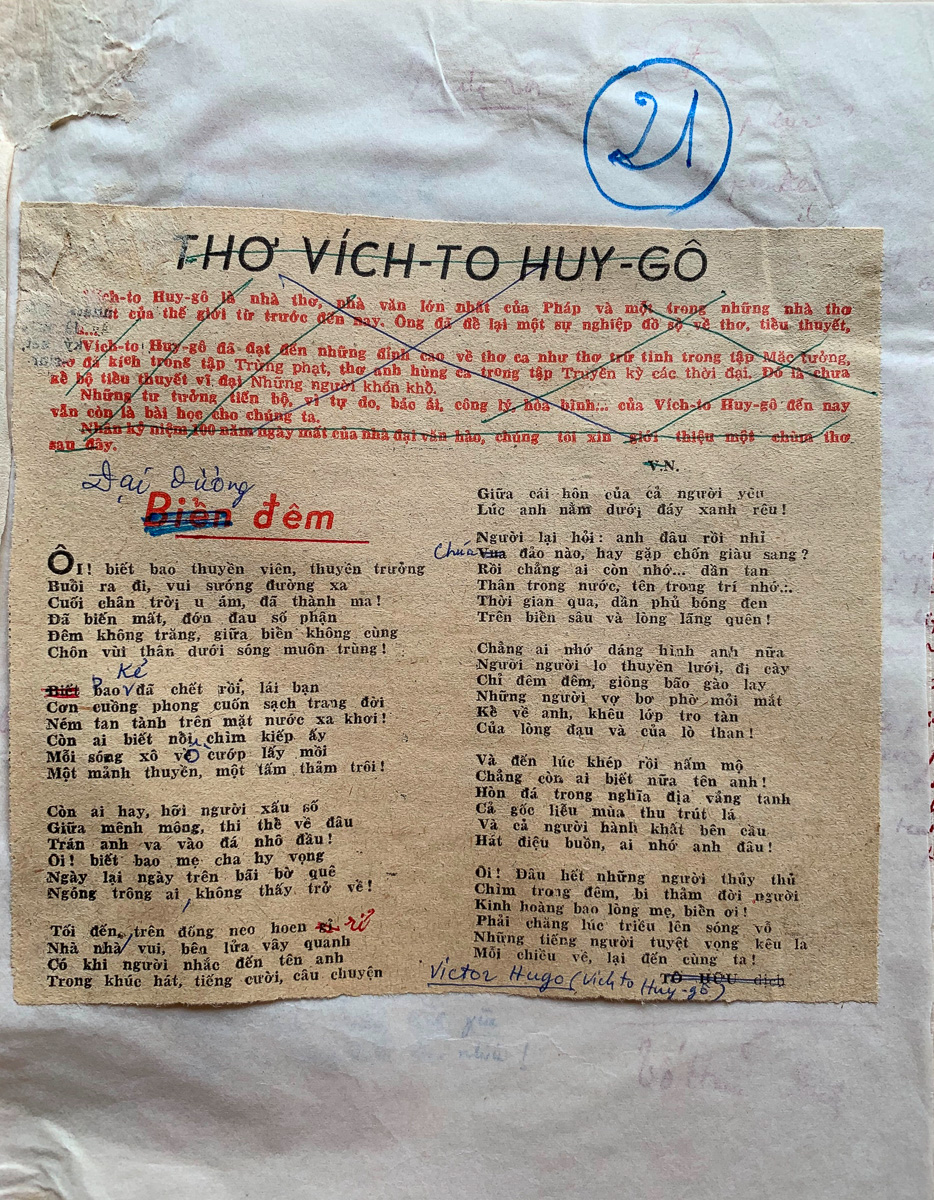 21
THƠ VÍCH-TO HUY-GÔ
Vích-to Huy-gô là nhà thơ, nhà văn lớn nhất của Pháp và một trong những nhà thơ
của thế giới từ trước đến nay. Ông đã để lại một sự nghiệp đồ sộ về thơ, tiểu thuyết,
Vích-to Huy-gô đã đạt đến những đỉnh cao về thơ ca như thơ trữ tình trong tập Mặc tưởng,
thơ đả kích trong tập Trừng phạt, thơ anh hùng ca trong tập Truyền kỳ các thời đại. Đó là chưa
kể bộ tiểu thuyết vĩ đại Những người khốn khổ.
Những tư tưởng tiến bộ, vì tự do, bác ái, công lý, hòa bình... của Vích-to Huy-gô đến nay
vẫn còn là bài học cho chúng ta.
Nhân kỷ niệm 100 năm ngày mất của nhà đại văn hào, chúng tôi xin giới thiệu một chùm thơ
sau đây.
V.N.
Đại dương
Biển đêm
ÔI! biết bao thuyền viên, thuyền trưởng
Buổi ra đi, vui sướng đường xa
Cuối chân trời u ám, đã thành ma!
Đã biến mất, đớn đau số phận
Đêm không trăng, giữa biển không cùng
Chôn vùi thân dưới sóng muôn trùng!
Kẻ
Biết bao đã chết rồi, lái bạn
Cơn cuồng phong cuốn sạch trang đời
Ném tan tành trên mặt nước xa khơi!
Còn ai biết nỗi chìm kiếp ấy
Mỗi sóng xô vồ cướp lấy mồi
Một mảnh thuyền, một tấm thảm trôi!
Còn ai hay, hỡi người xấu số
Giữa mênh mông, thi thể về đâu
Trán anh va vào đá nhô đầu!
Ôi! biết bao mẹ cha hy vọng
Ngày lại ngày trên bãi bờ quê
Ngóng trông ai, không thấy trở về!
Tối đến, trên đống neo hoen rỉ rỉ
Nhà nhà vui, bên lửa vây quanh
Có khi người nhắc đến tên anh
Trong khúc hát, tiếng cười, câu chuyện
Giữa cái hôn của cả người yêu
Lúc anh nằm dưới đáy xanh rêu!
Người lại hỏi: anh đâu rồi nhỉ
Chúa Vua đảo nào, hay gặp chốn giàu sang?
Rồi chẳng ai còn nhớ... dần tan
Thân trong nước, tên trong trí nhớ...
Thời gian qua, dần phủ bóng đen
Trên biển sâu và lòng lãng quên!
Chẳng ai nhớ dáng hình anh nữa
Người người lo thuyền lưới, đi cày
Chỉ đêm đêm, giông bão gào lay
Những người vợ bơ phờ mỏi mắt
Kể về anh, khêu lớp tro tàn
Của lòng đau và của lò than!
Và đến lúc khép rồi nấm mộ
Chẳng còn ai biết nữa tên anh!
Hòn đá trong nghĩa địa vắng tanh
Cả gốc liễu mùa thu trút lá
Và cả người hành khất bên cầu
Hát điệu buồn, ai nhớ anh đâu!
Ôi! Đâu hết những người thủy thủ
Chìm trong đêm, bi thảm đời người
Kinh hoàng bao lòng mẹ, biển ơi!
Phải chăng lúc triều lên sóng vỗ
Những tiếng người tuyệt vọng kêu la
Mỗi chiều về, lại đến cùng ta!
TỐ HỮU dịch
Victor Hugo (Vích to Huy-gô)